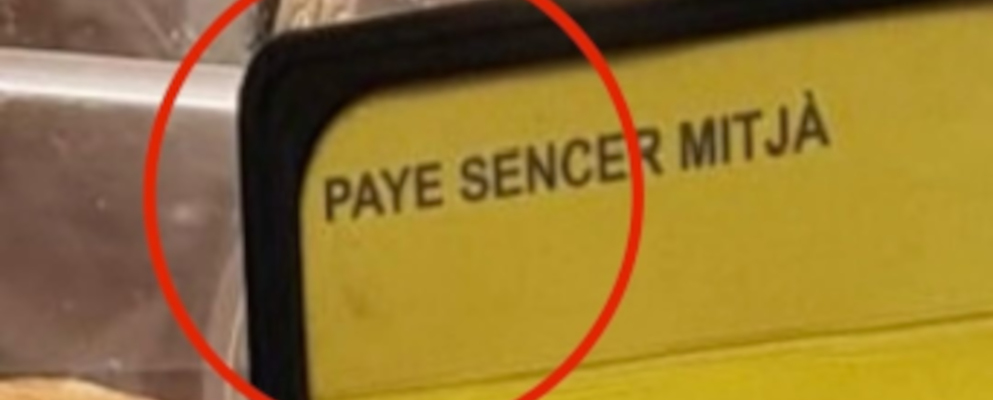 PAYE SENCER MITJÀ